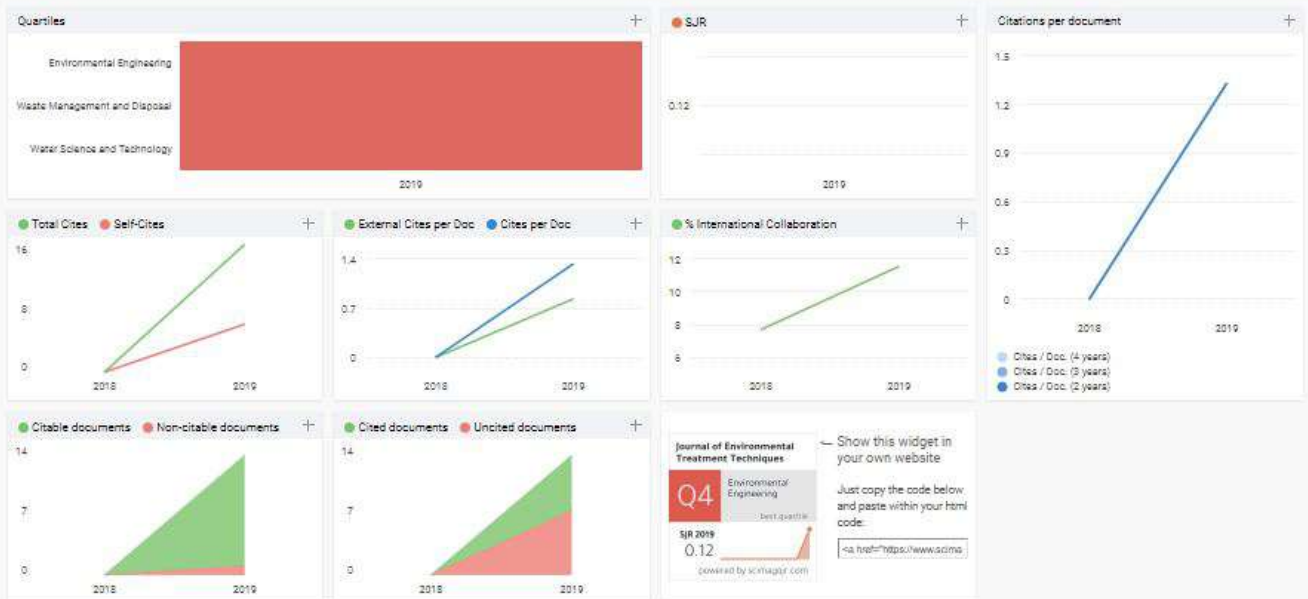 Quartiles
Environmental Engineering
Waste Management and Disposal
Water Science and Technology
2019
SJR
0.12
2019
Citations per document
1.5
1.2
0.9
0.6
0.3
0
2018 2019
Cites / Doc. (4 years)
Cites / Doc. (3 years)
Cites / Doc. (2 years)
Total Cites Self-Cites
16
8
0
2018 2019
External Cites per Doc Cites per Doc
1.4
0.7
0
2018 2019
% International Collaboration
12
10
8
6
2018 2019
Citable documents Non-citable documents
14
7
0
2018 2019
Cited documents Uncited documents
14
7
0
2018 2019
Journal of Environmental
Treatment Techniques
Q4
Environmental
Engineering
best quartile
SJR 2019
0.12
powered by scimagojr.com
Show this widget in
your own website
Just copy the code below
and paste within your html
code:
<a href="https://www.scima